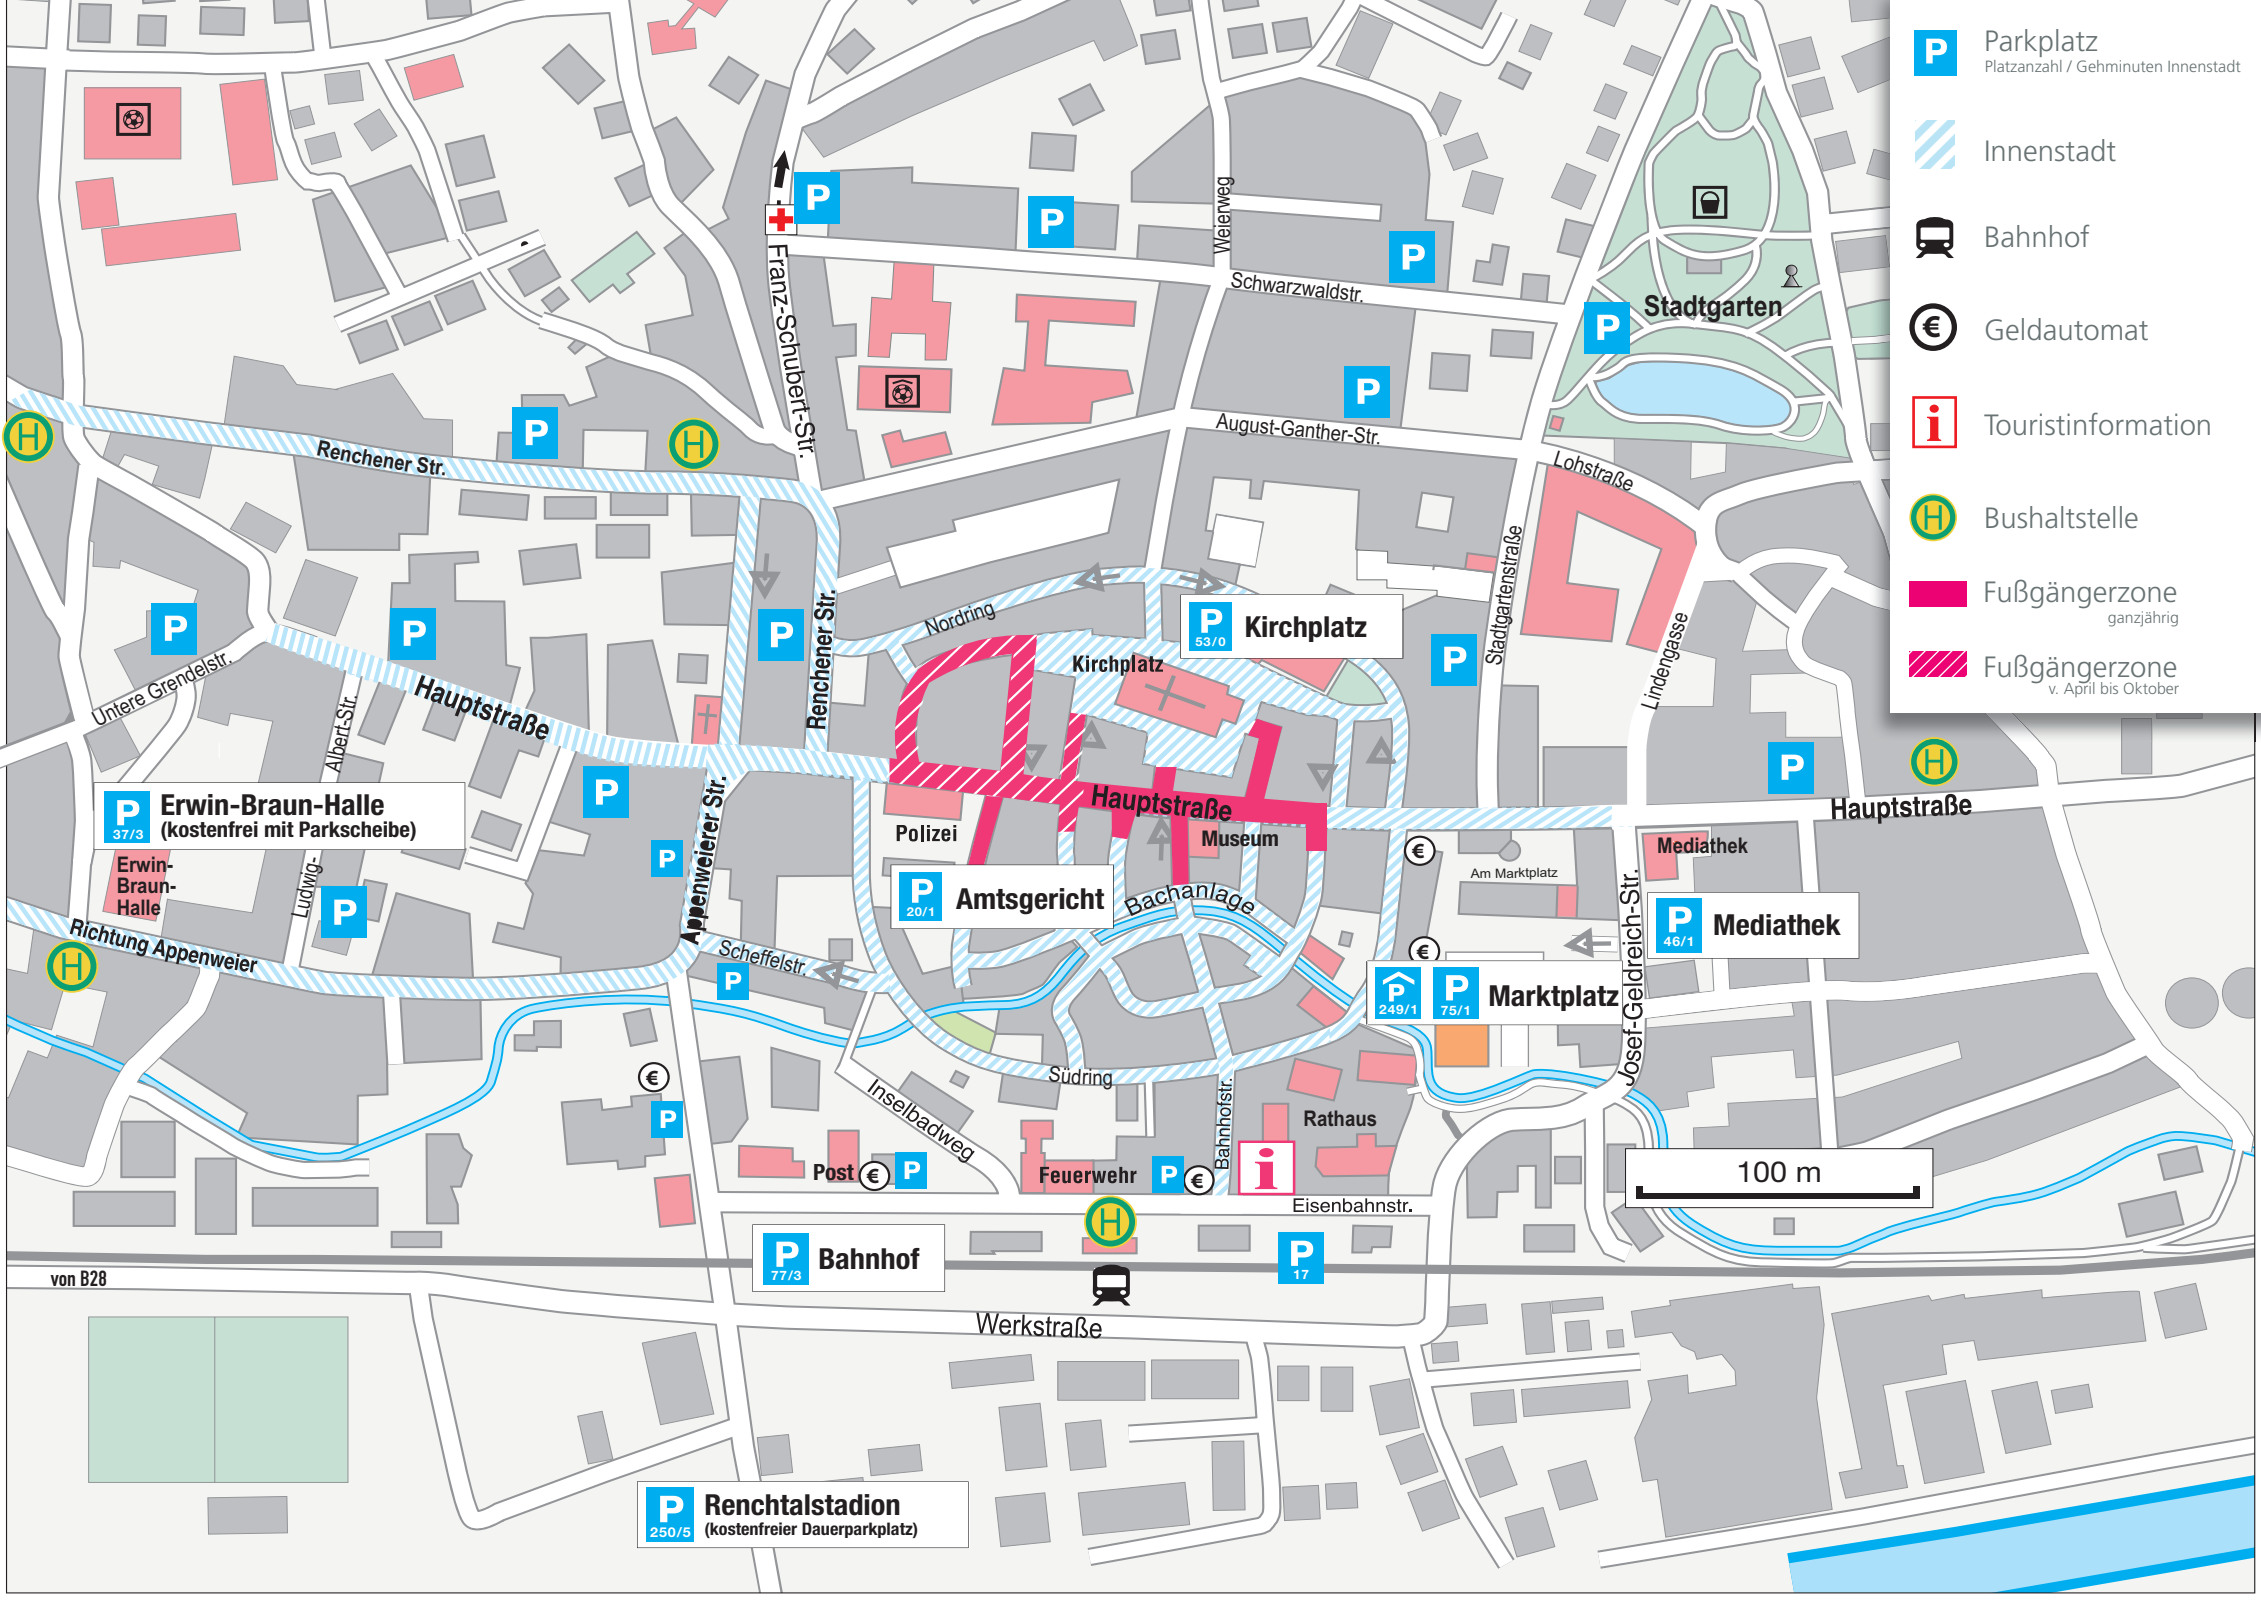 P
Parkplatz
Platzanzahl / Gehminuten Innenstadt
Innenstadt
Bahnhof
€
Geldautomat
i
Touristinformation
H
Bushaltstelle
Fußgängerzone
ganzjährig
Fußgängerzone
v. April bis Oktober
P
P
P
P
P
P
P
H
H
Franz-Schubert-Str.
Weierweg
Schwarzwaldstr.
Stadtgarten
August-Ganther-Str.
Lohstraße
Renchener Str.
Stadtgartenstraße
Lindengasse
Nordring
Renchener Str.
P
53/0
Kirchplatz
Kirchplatz
P
P
P
P
P
H
Untere Grendelstr.
Albert-Str.
Ludwig-
Hauptstraße
Hauptstraße
Hauptstraße
P
37/3
Erwin-Braun-Halle
(kostenfrei mit Parkscheibe)
Erwin-
Braun-
Halle
P
P
P
Appenweierer Str.
Polizei
Museum
€
Am Marktplatz
Mediathek
P
20/1
Amtsgericht
Bachanlage
P
46/1
Mediathek
Richtung Appenweier
H
Scheffelstr.
P
€
P
249/1
P
75/1
Marktplatz
Josef-Geldreich-Str.
Südring
Inselbadweg
Bahnhofstr.
€
P
Rathaus
Post
€
P
Feuerwehr
P
€
i
100 m
Eisenbahnstr.
H
P
77/3
Bahnhof
P
17
von B28
Werkstraße
P
250/5
Renchtalstadion
(kostenfreier Dauerparkplatz)